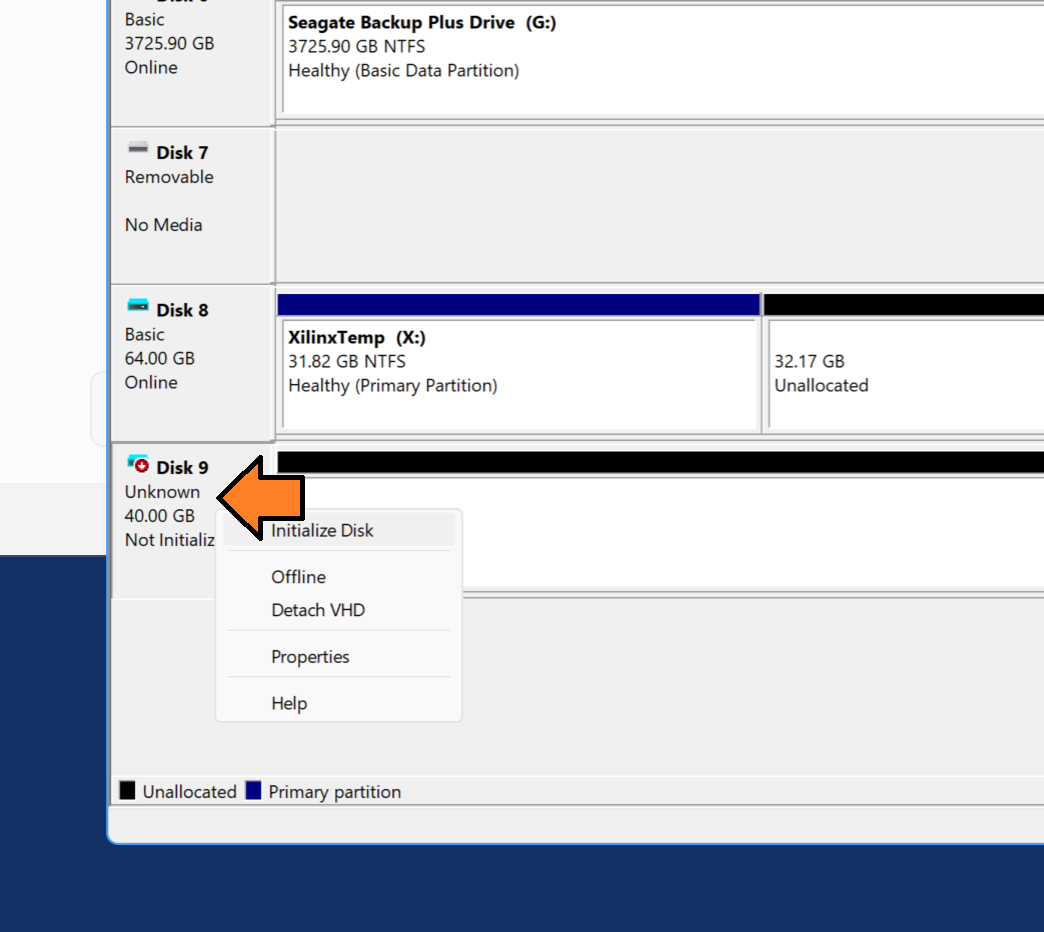 Basic
3725.90 GB
Online
Seagate Backup Plus Drive  (G:)
3725.90 GB NTFS
Healthy (Basic Data Partition)
Disk 7
Removable
No Media
Disk 8
Basic
64.00 GB
Online
XilinxTemp  (X:)
31.82 GB NTFS
Healthy (Primary Partition)
32.17 GB
Unallocated
Disk 9
Unknown
40.00 GB
Not Initializ
Initialize Disk
Offline
Detach VHD
Properties
Help
Unallocated
Primary partition